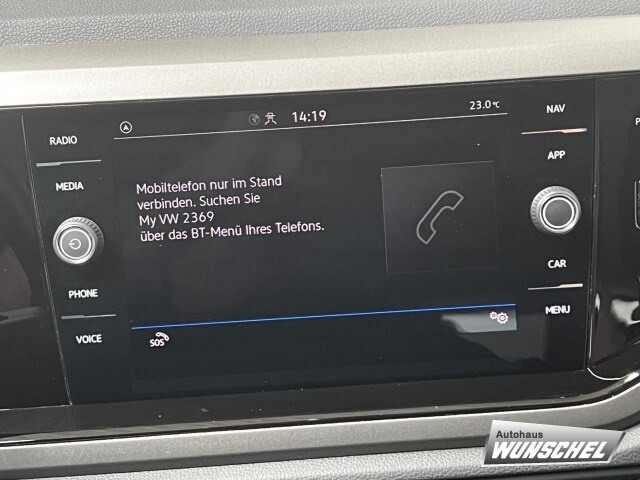 RADIO
MEDIA
PHONE
VOICE
14:19
23.0°C
Mobiltelefon nur im Stand
verbinden. Suchen Sie
My VW 2369
über das BT-Menü Ihres Telefons.
SOS
NAV
APP
CAR
MENU
P
Autohaus
WUNSCHEL